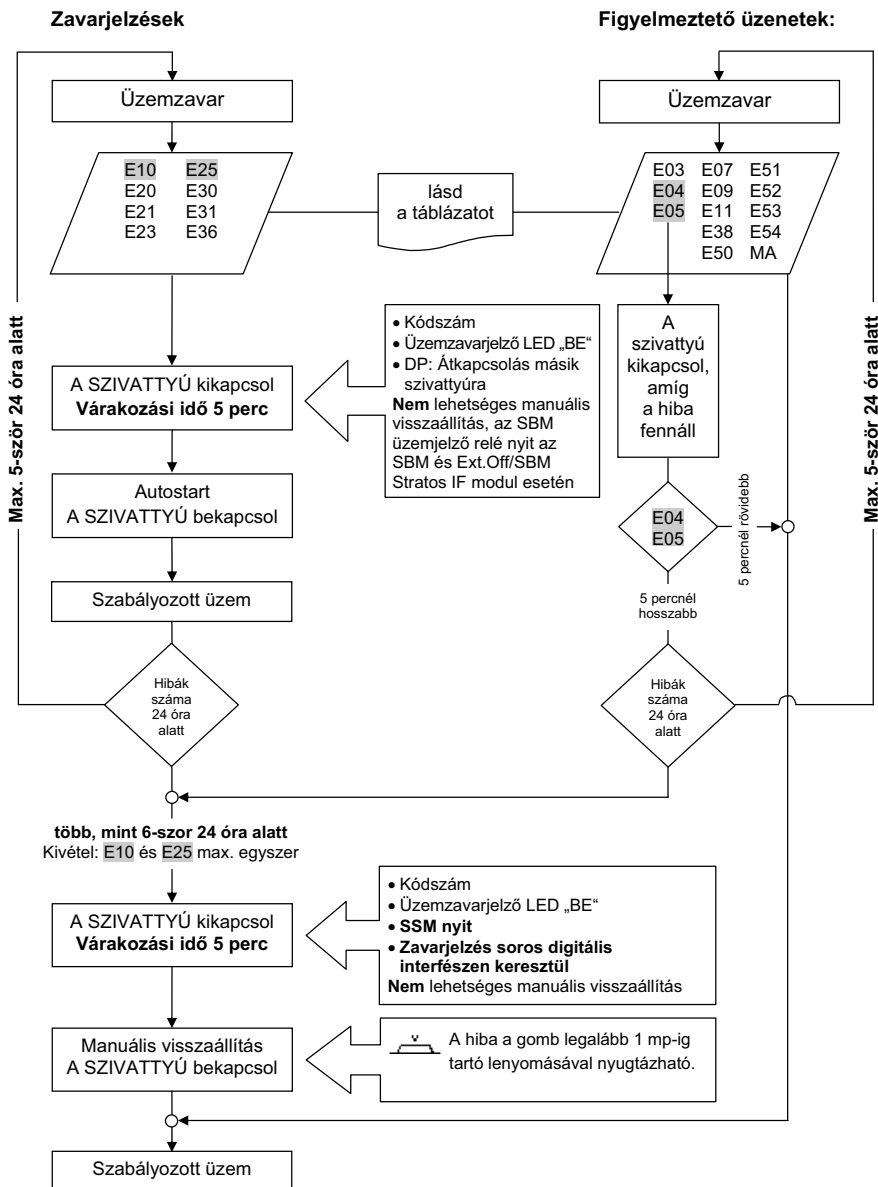 Zavarjelzések
Üzemzavar
E10 E25
E20 E30
E21 E31
E23 E36
Max. 5-ször 24 óra alatt
A SZIVATTYÚ kikapcsol
Várakozási idő 5 perc
• Kódszám
• Üzemzavarjelző LED „BE“
• DP: Átkapcsolás másik
szivattyúra
Nem lehetséges manuális
visszaállítás, az SBM
üzemjelző relé nyit az
SBM és Ext.Off/SBM
Stratos IF modul esetén
Autostart
A SZIVATTYÚ bekapcsol
Szabályozott üzem
Hibák
száma
24 óra
alatt
lásd
a táblázatot
Figyelmeztető üzenetek:
Üzemzavar
E03 E07 E51
E04 E09 E52
E05 E11 E53
E38 E54
E50 MA
Max. 5-ször 24 óra alatt
A
szivattyú
kikapcsol,
amíg
a hiba
fennáll
E04
E05
5 percnél rövidebb
5 percnél
hosszabb
Hibák
száma
24 óra
alatt
több, mint 6-szor 24 óra alatt
Kivétel: E10 és E25 max. egyszer
A SZIVATTYÚ kikapcsol
Várakozási idő 5 perc
• Kódszám
• Üzemzavarjelző LED „BE“
• SSM nyit
• Zavarjelzés soros digitális
interfészen keresztül
Nem lehetséges manuális visszaállítás
Manuális visszaállítás
A SZIVATTYÚ bekapcsol
A hiba a gomb legalább 1 mp-ig
tartó lenyomásával nyugtázható.
Szabályozott üzem